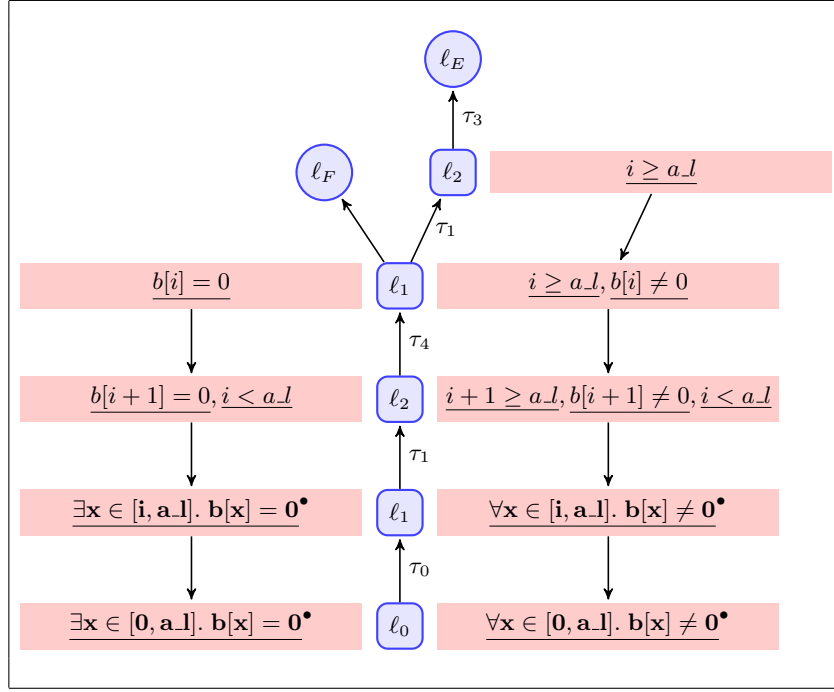 ℓ_E
τ_3
ℓ_F
ℓ_2
i ≥ a_l
τ_1
b[i] = 0
ℓ_1
i ≥ a_l, b[i] ≠ 0
τ_4
b[i + 1] = 0, i < a_l
ℓ_2
i + 1 ≥ a_l, b[i + 1] ≠ 0, i < a_l
τ_1
∃x ∈ [i, a_l]. b[x] = 0•
ℓ_1
∀x ∈ [i, a_l]. b[x] ≠ 0•
τ_0
∃x ∈ [0, a_l]. b[x] = 0•
ℓ_0
∀x ∈ [0, a_l]. b[x] ≠ 0•